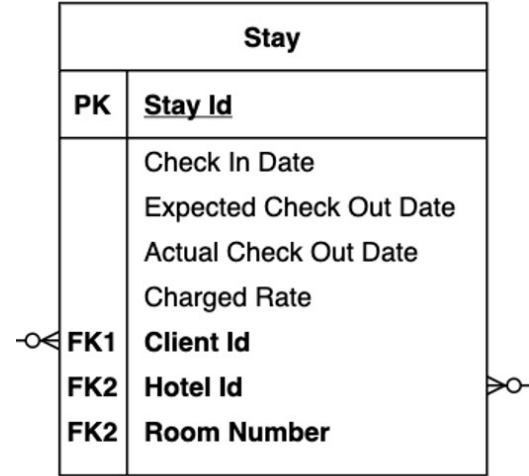 Stay
PK Stay Id
Check In Date
Expected Check Out Date
Actual Check Out Date
Charged Rate
FK1 Client Id
FK2 Hotel Id
FK2 Room Number